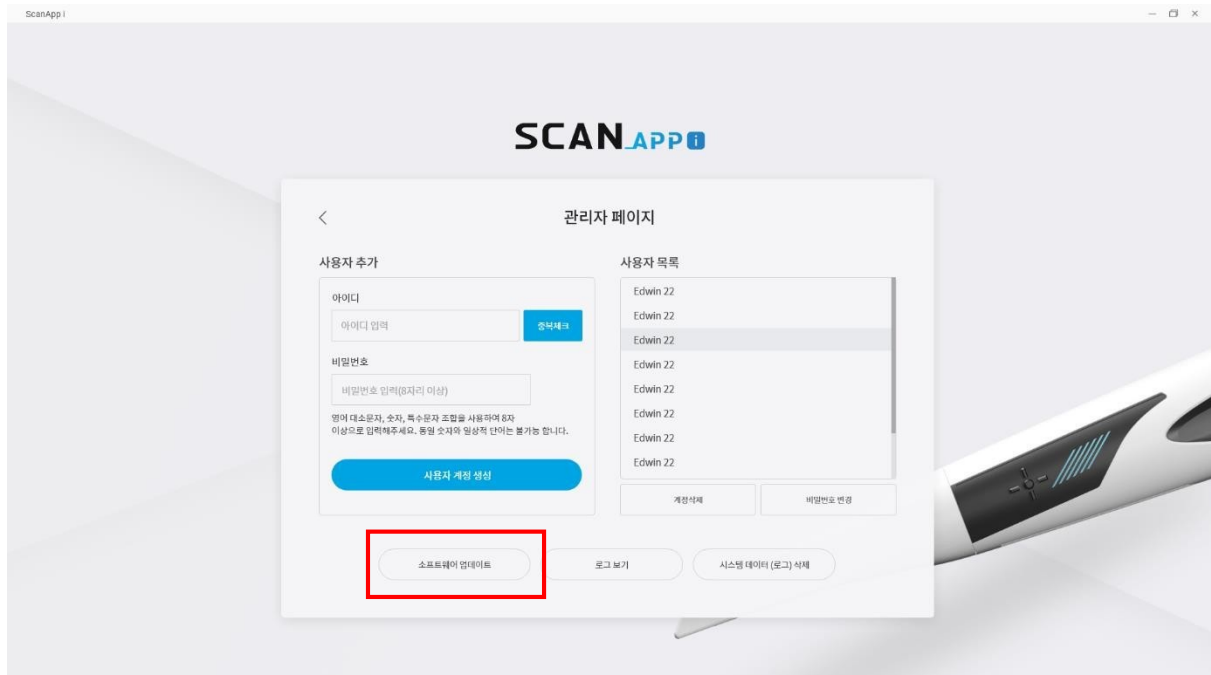 ScanApp i
SCAN_APP i
관리자 페이지
사용자 추가
아이디
아이디 입력
중복체크
비밀번호
비밀번호 입력(8자리 이상)
영어 대소문자, 숫자, 특수문자 조합을 사용하여 8자
이상으로 입력해주세요. 동일 숫자와 일상적 단어는 불가능 합니다.
사용자 계정 생성
사용자 목록
Edwin 22
Edwin 22
Edwin 22
Edwin 22
Edwin 22
Edwin 22
Edwin 22
Edwin 22
계정삭제
비밀번호 변경
소프트웨어 업데이트
로그 보기
시스템 데이터 (로그) 삭제